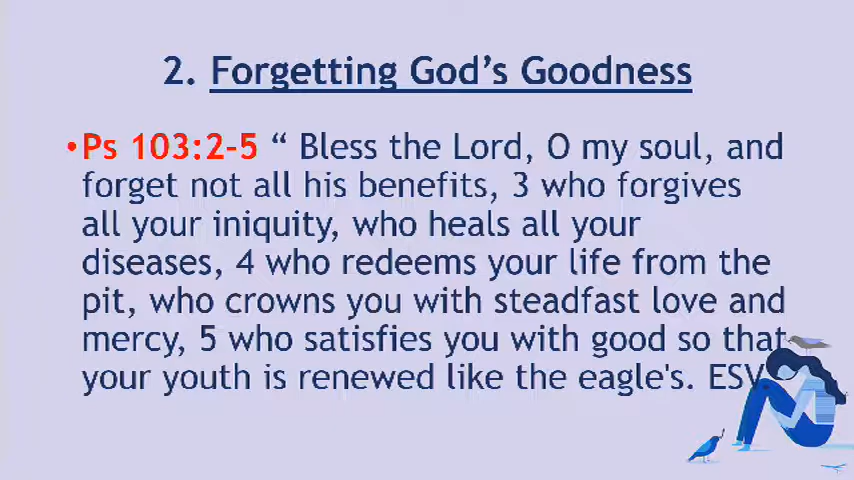 2. Forgetting God's Goodness
•Ps 103:2-5 “ Bless the Lord, O my soul, and
forget not all his benefits, 3 who forgives
all your iniquity, who heals all your
diseases, 4 who redeems your life from the
pit, who crowns you with steadfast love and
mercy, 5 who satisfies you with good so that
your youth is renewed like the eagle's. ESV